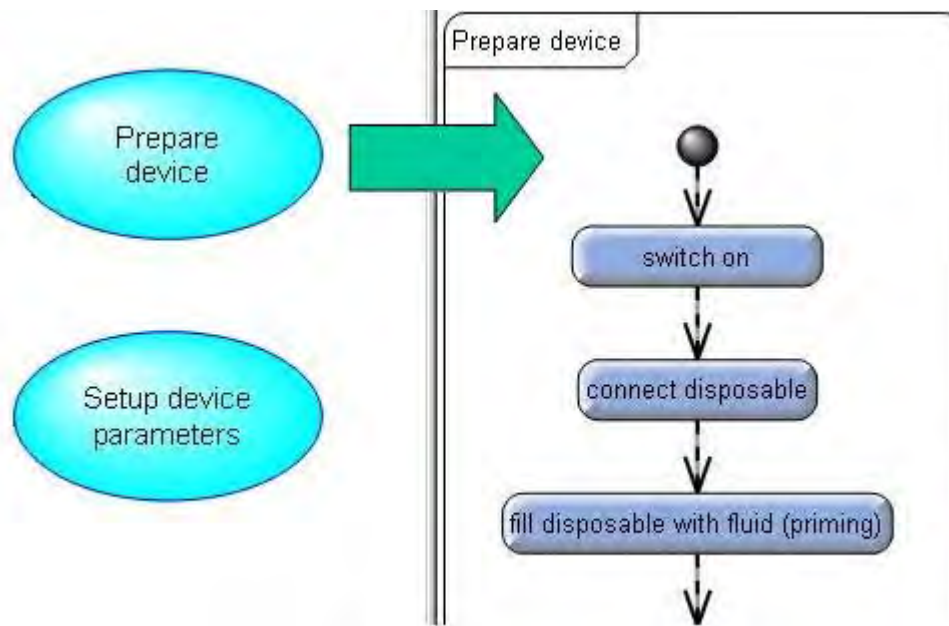 Prepare
device
Setup device
parameters
Prepare device
switch on
connect disposable
fill disposable with fluid (priming)